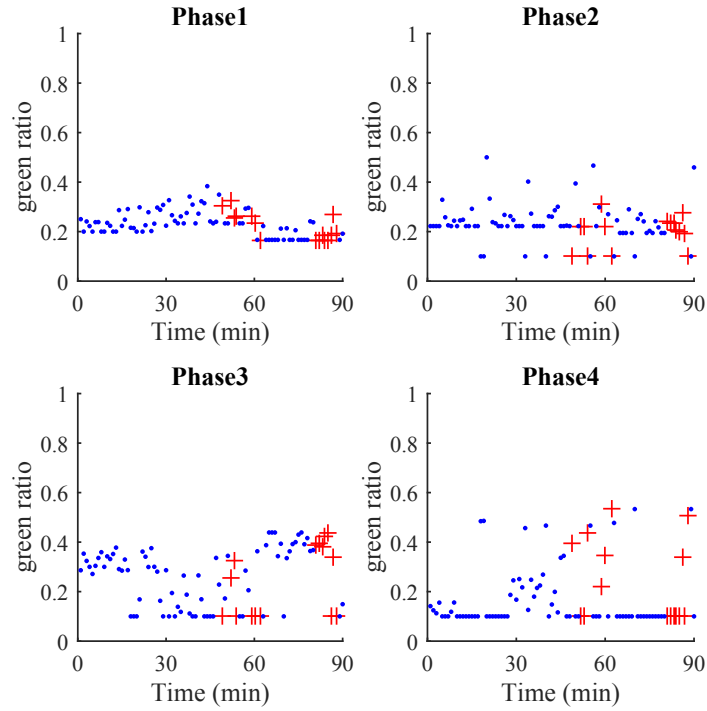 Phase1
1
0.8
0.6
0.4
0.2
0
green ratio
0 30 60 90
Time (min)
Phase2
1
0.8
0.6
0.4
0.2
0
green ratio
0 30 60 90
Time (min)
Phase3
1
0.8
0.6
0.4
0.2
0
green ratio
0 30 60 90
Time (min)
Phase4
1
0.8
0.6
0.4
0.2
0
green ratio
0 30 60 90
Time (min)